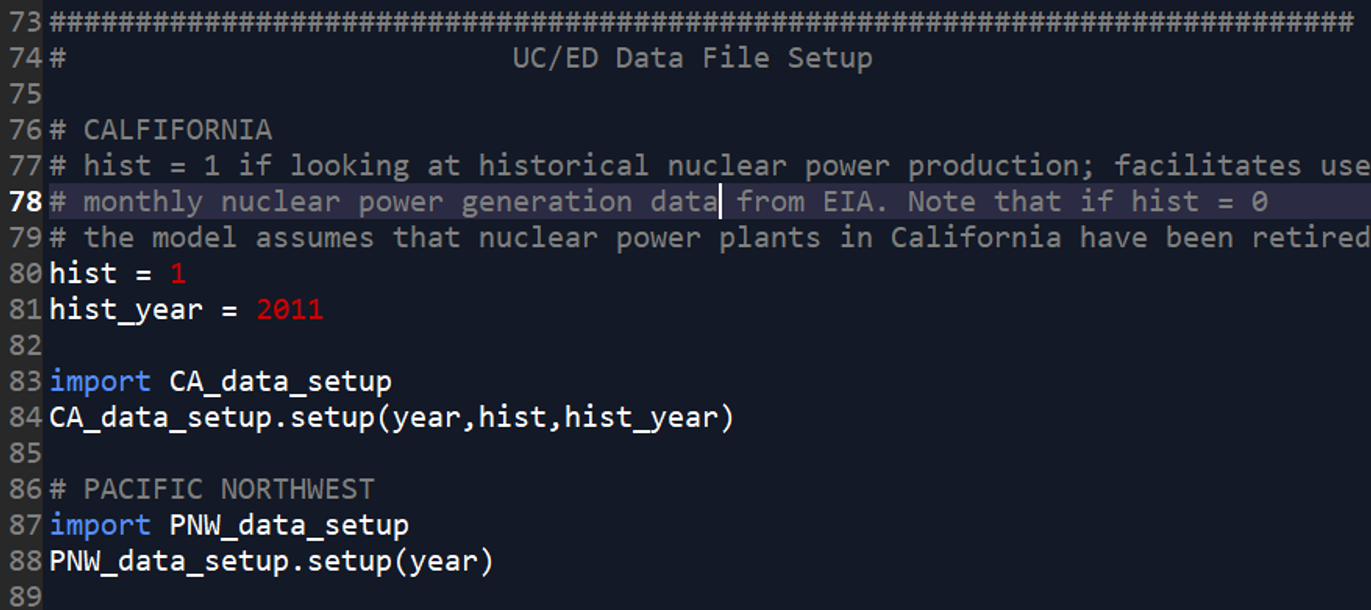 73 ############################################################################
74 # UC/ED Data File Setup
75
76 # CALFIFORNIA
77 # hist = 1 if looking at historical nuclear power production; facilitates use
78 # monthly nuclear power generation data from EIA. Note that if hist = 0
79 # the model assumes that nuclear power plants in California have been retired
80 hist = 1
81 hist_year = 2011
82
83 import CA_data_setup
84 CA_data_setup.setup(year,hist,hist_year)
85
86 # PACIFIC NORTHWEST
87 import PNW_data_setup
88 PNW_data_setup.setup(year)
89